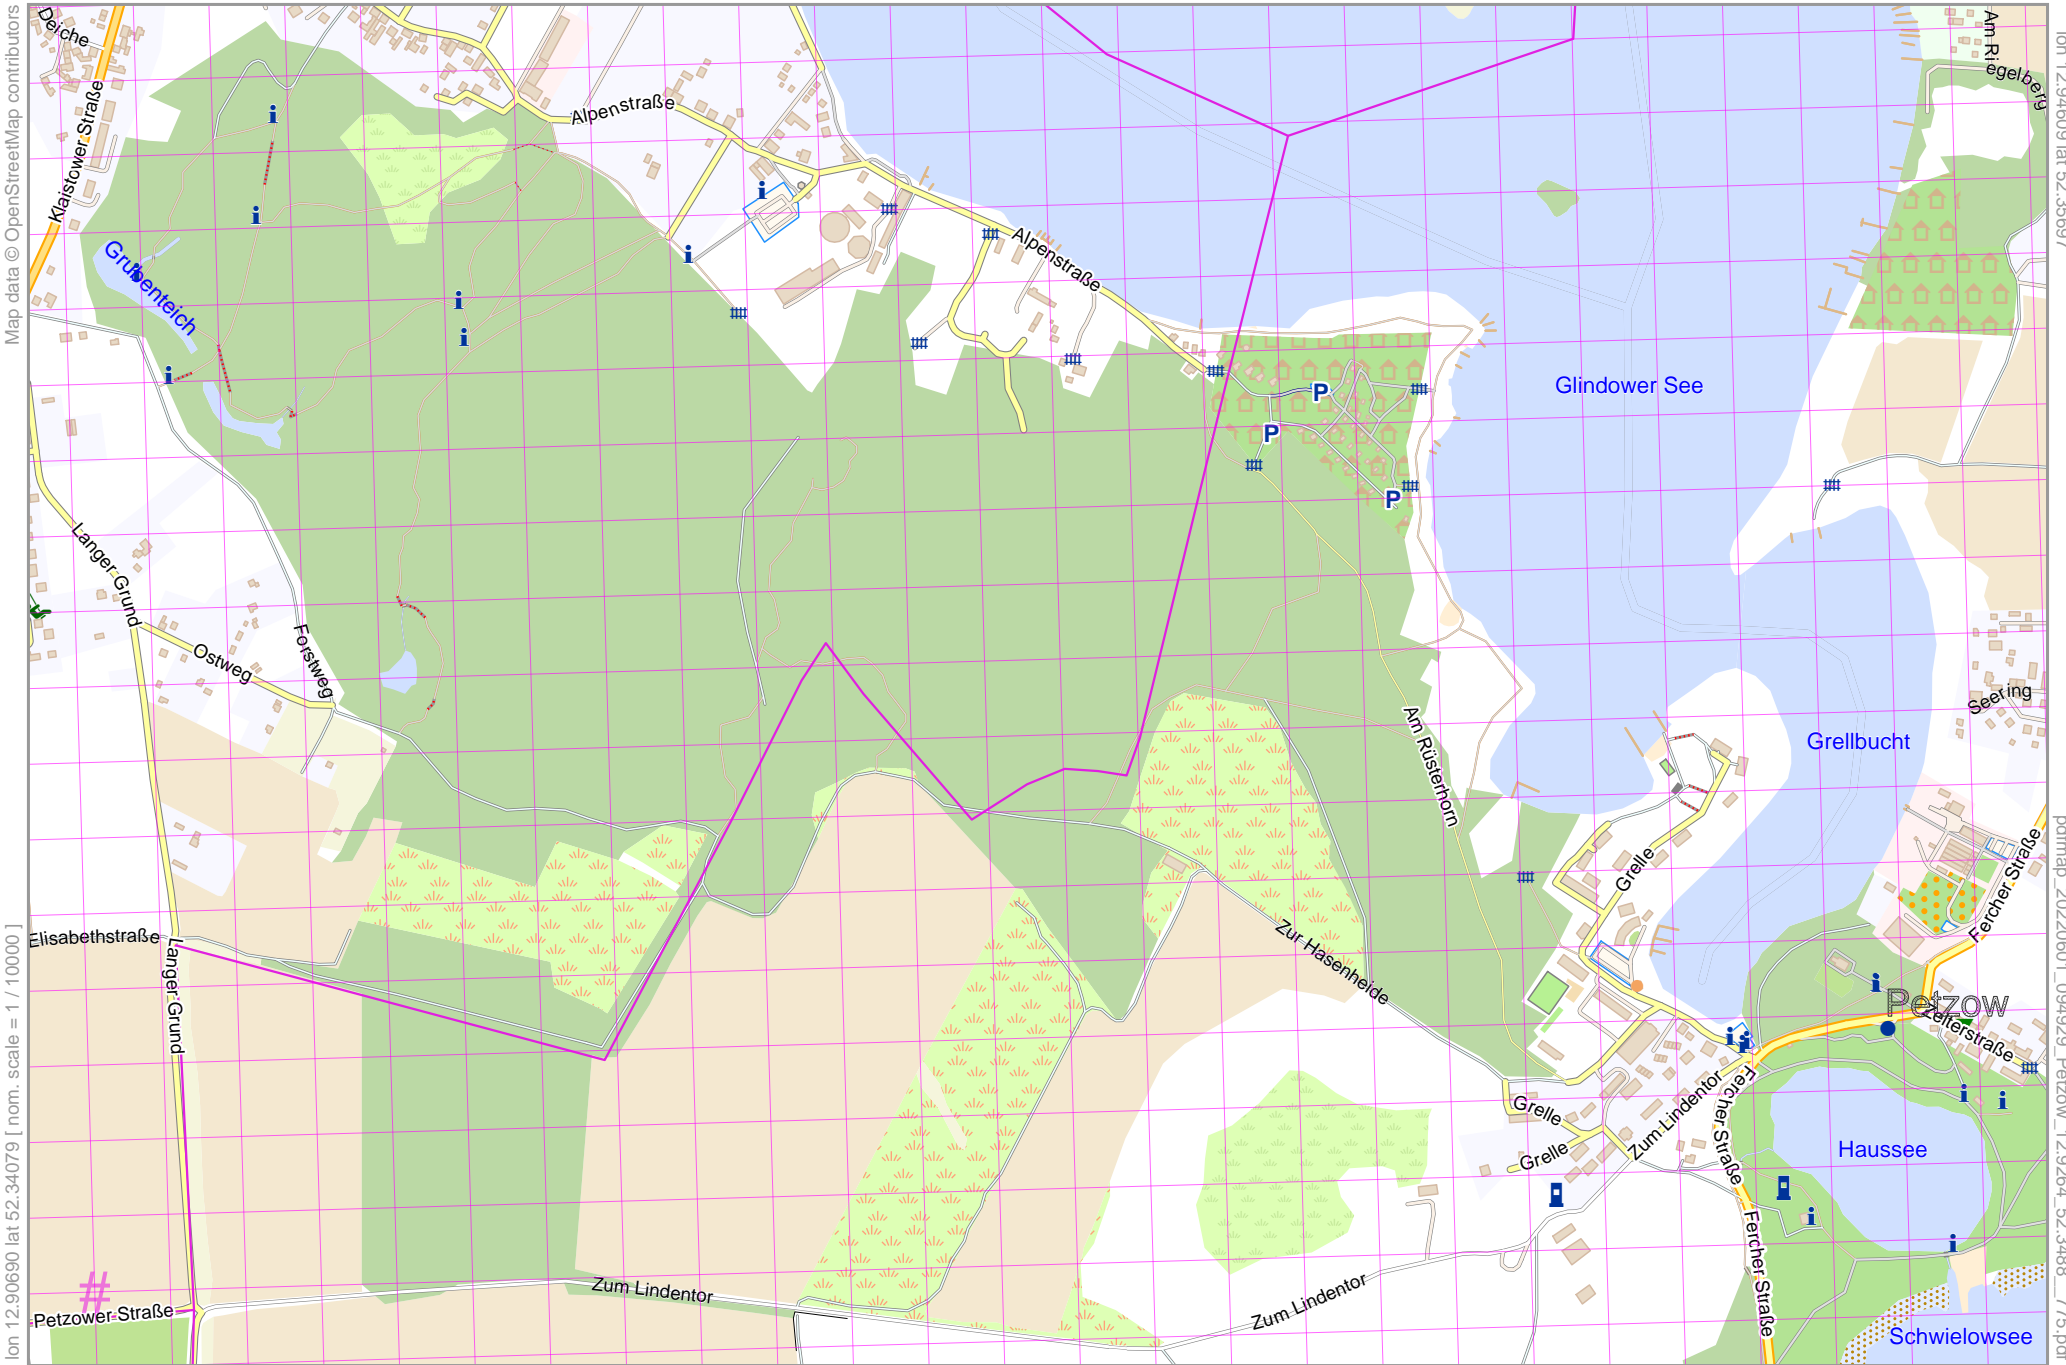 Map data © OpenStreetMap contributors
lon 12.90690 lat 52.34079 [ nom. scale = 1 / 10000 ]
Deiche
Klaistower Straße
Alpenstraße
Am Riegelberg
Grubenteich
Alpenstraße
Glindower See
P
P
P
Langer Grund
Ostweg
Forstweg
Seering
Grellbucht
Am Rüsterhorn
Grelle
Fercher Straße
Elisabethstraße
Langer Grund
Zur Hasenheide
Petzow
Zelterstraße
Grelle
Grelle
Zum Lindentor
Fercher Straße
Haussee
Fercher Straße
Zum Lindentor
Zum Lindentor
Petzower Straße
#
Schwielowsee